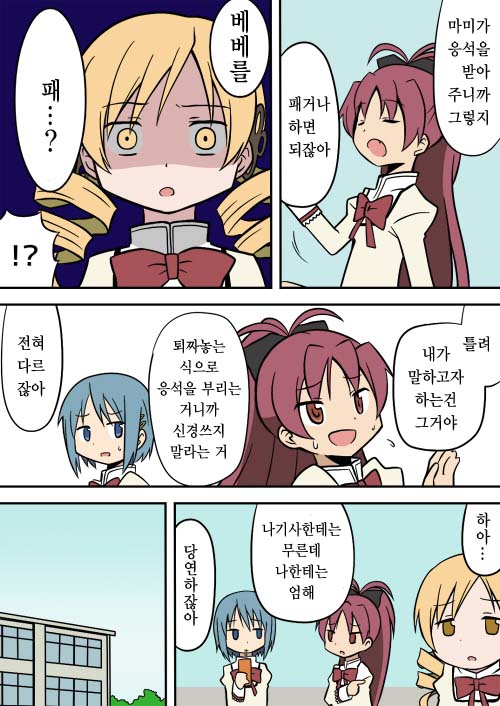 마미가
응석을
받아
주니까
그렇지
패거나
하면
되잖아
베베를
패…?
!?
틀려
내가
말하고자
하는건
그거야
퇴짜놓는
식으로
응석을 부리는
거니까
신경쓰지
말라는 거
전혀
다르
잖아
하아…
나기사한테는
무른데
나한테는
엄해
당연하잖아